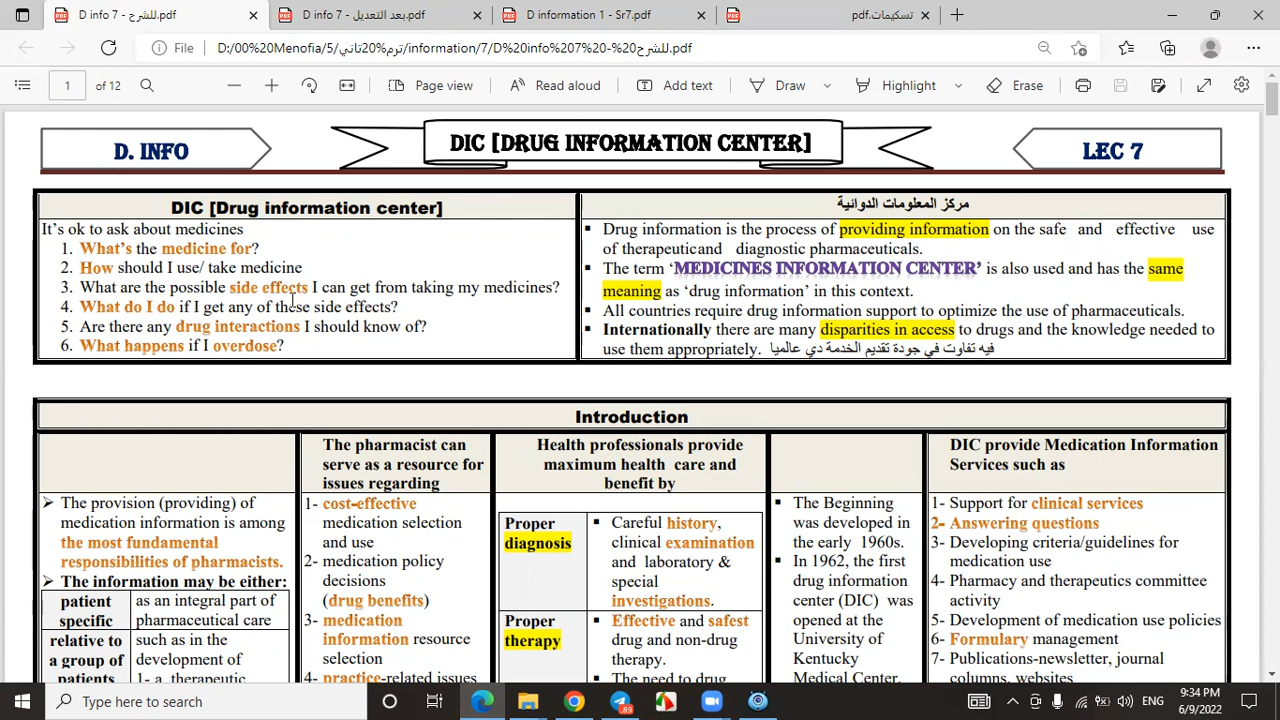 D info 7 - للشرح.pdf
D info 7 - بعد التعديل.pdf
D information 1 - Sr7.pdf
تسكيمات.pdf
File
D:/00%20Menofia/5/ترم%20تاني/information/7/D%20info%207%20-%20للشرح.pdf
1
of 12
Page view
Read aloud
Add text
Draw
Highlight
Erase
D. INFO
DIC [DRUG INFORMATION CENTER]
LEC 7
DIC [Drug information center]
It's ok to ask about medicines
1. What's the medicine for?
2. How should I use/ take medicine
3. What are the possible side effects I can get from taking my medicines?
4. What do I do if I get any of these side effects?
5. Are there any drug interactions I should know of?
6. What happens if I overdose?
مركز المعلومات الدوائية
▪ Drug information is the process of providing information on the safe and effective use
of therapeuticand diagnostic pharmaceuticals.
▪ The term 'MEDICINES INFORMATION CENTER' is also used and has the same
meaning as 'drug information' in this context.
▪ All countries require drug information support to optimize the use of pharmaceuticals.
▪ Internationally there are many disparities in access to drugs and the knowledge needed to
use them appropriately. فيه تفاوت في جودة تقديم الخدمة دي عالميا
Introduction
➢ The provision (providing) of
medication information is among
the most fundamental
responsibilities of pharmacists.
➢ The information may be either:
patient
specific
as an integral part of
pharmaceutical care
relative to
a group of
patients
such as in the
development of
1- a therapeutic
The pharmacist can
serve as a resource for
issues regarding
1- cost-effective
medication selection
and use
2- medication policy
decisions
(drug benefits)
3- medication
information resource
selection
4- practice-related issues
Health professionals provide
maximum health care and
benefit by
Proper
diagnosis
▪ Careful history,
clinical examination
and laboratory &
special
investigations.
Proper
therapy
▪ Effective and safest
drug and non-drug
therapy.
▪ The need to drug
▪ The Beginning
was developed in
the early 1960s.
▪ In 1962, the first
drug information
center (DIC) was
opened at the
University of
Kentucky
Medical Center.
DIC provide Medication Information
Services such as
1- Support for clinical services
2- Answering questions
3- Developing criteria/guidelines for
medication use
4- Pharmacy and therapeutics committee
activity
5- Development of medication use policies
6- Formulary management
7- Publications-newsletter, journal
columns, websites
Type here to search
89
ENG
9:34 PM
6/9/2022